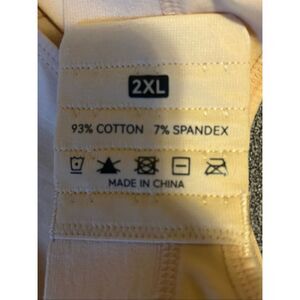 2XL
93% COTTON 7% SPANDEX
MADE IN CHINA